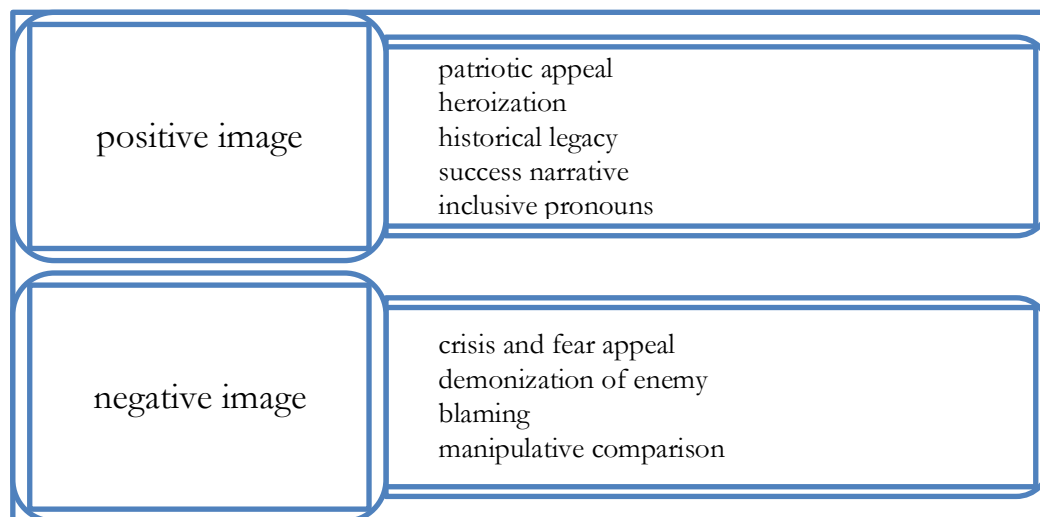 positive image
patriotic appeal
heroization
historical legacy
success narrative
inclusive pronouns
negative image
crisis and fear appeal
demonization of enemy
blaming
manipulative comparison